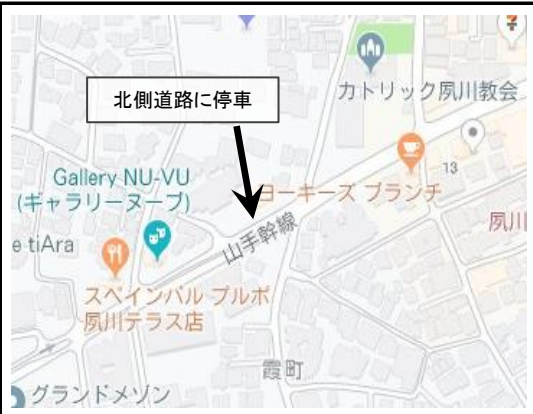 北側道路に停車
カトリック夙川教会
Gallery NU-VU
(ギャラリーヌーブ)
ヨーキーズ ブランチ
13
夙川
e tiAra
山手幹線
スペインバル プルポ
夙川テラス店
霞町
グランドメゾン